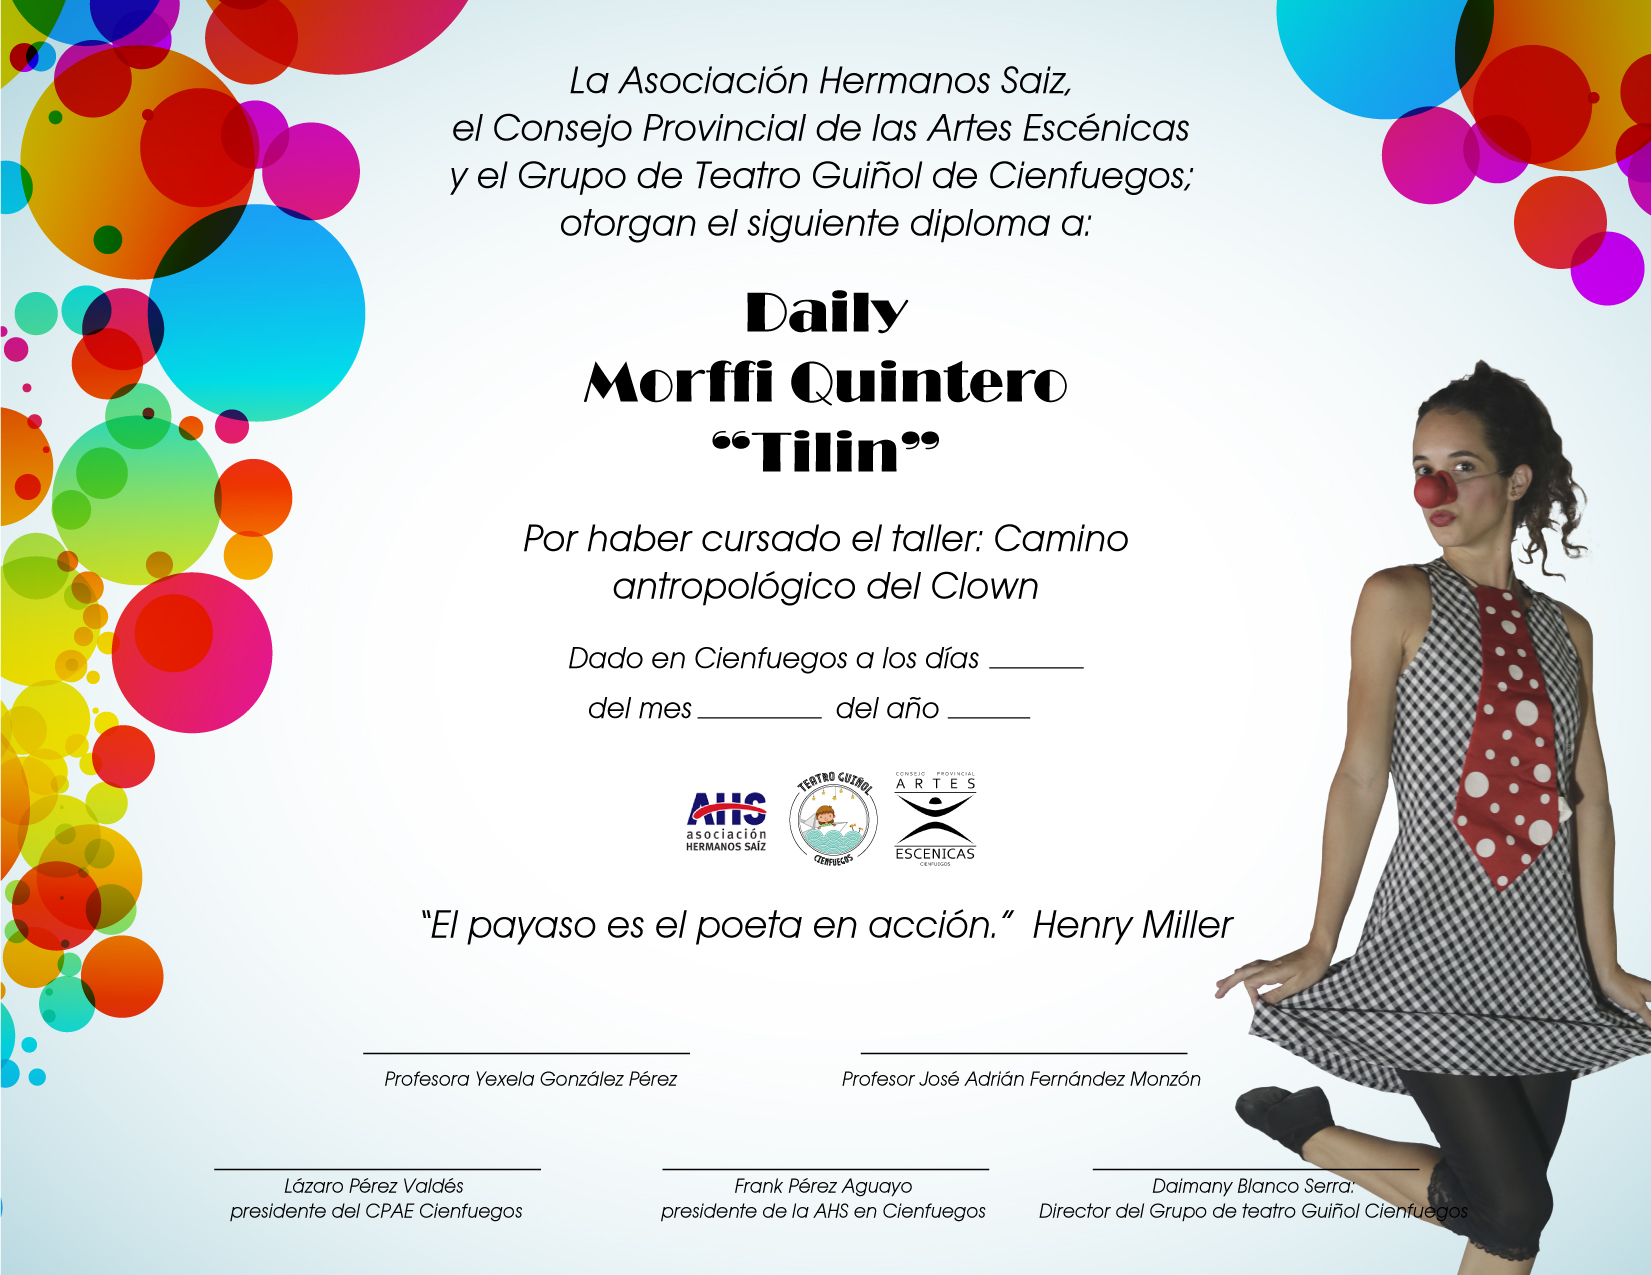 La Asociación Hermanos Saiz,
el Consejo Provincial de las Artes Escénicas
y el Grupo de Teatro Guiñol de Cienfuegos;
otorgan el siguiente diploma a:
Daily
Morffi Quintero
“Tilin”
Por haber cursado el taller: Camino
antropológico del Clown
Dado en Cienfuegos a los días ______
del mes ________ del año _____
AHS
asociación
HERMANOS SAÍZ
TEATRO GUIÑOL
CIENFUEGOS
CONSEJO PROVINCIAL
ARTES
ESCENICAS
CIENFUEGOS
“El payaso es el poeta en acción.” Henry Miller
Profesora Yexela González Pérez
Profesor José Adrián Fernández Monzón
Lázaro Pérez Valdés
presidente del CPAE Cienfuegos
Frank Pérez Aguayo
presidente de la AHS en Cienfuegos
Daimany Blanco Serra:
Director del Grupo de teatro Guiñol Cienfuegos